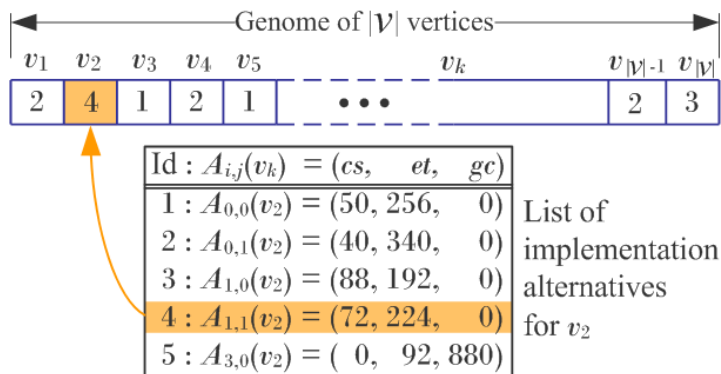 Genome of |𝒱| vertices
v₁ v₂ v₃ v₄ v₅ vₖ v|𝒱|-1 v|𝒱|
2 4 1 2 1 ••• 2 3
Id : Aᵢ,ⱼ(vₖ) = (cs, et, gc)
1 : A₀,₀(v₂) = (50, 256, 0)
2 : A₀,₁(v₂) = (40, 340, 0)
3 : A₁,₀(v₂) = (88, 192, 0)
4 : A₁,₁(v₂) = (72, 224, 0)
5 : A₃,₀(v₂) = ( 0, 92, 880)
List of
implementation
alternatives
for v₂